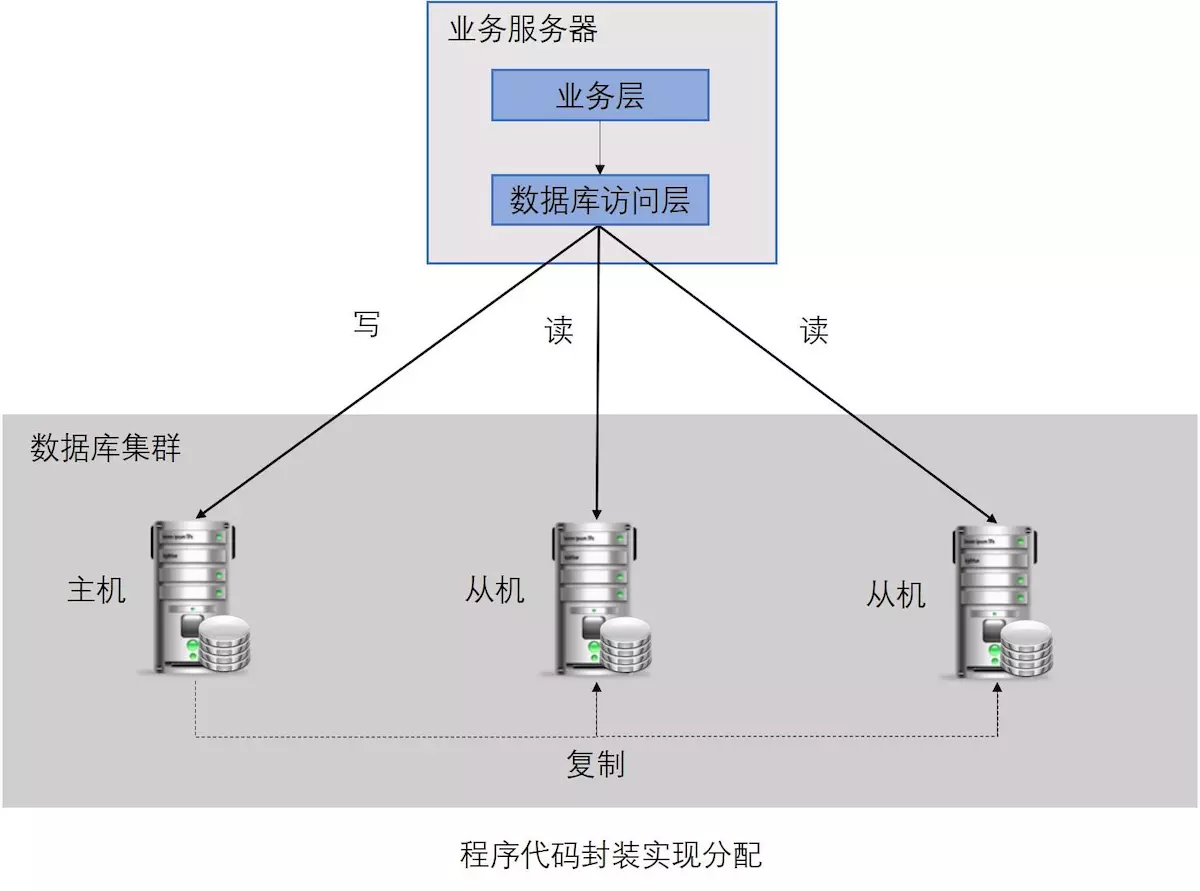 业务服务器
业务层
数据库访问层
写
读
读
数据库集群
主机
从机
从机
复制
程序代码封装实现分配